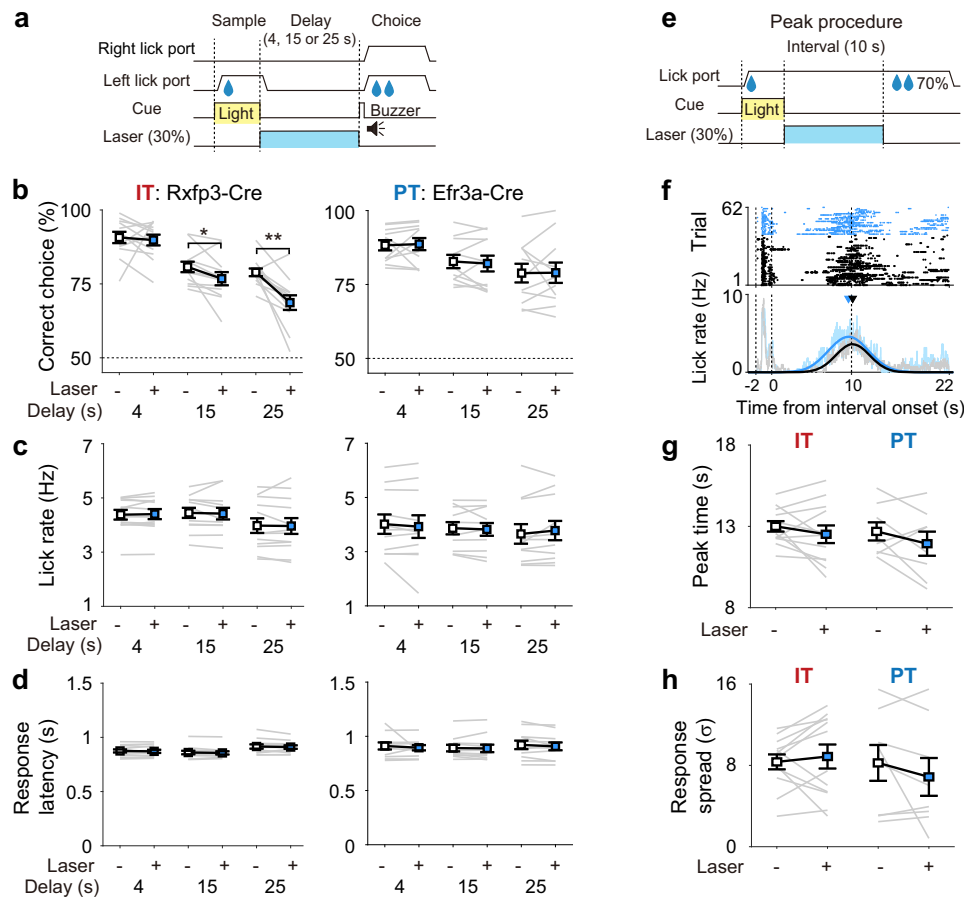 a
Sample
Delay
(4, 15 or 25 s)
Choice
Right lick port
Left lick port
Cue
Light
Buzzer
Laser (30%)
e
Peak procedure
Interval (10 s)
Lick port
70%
Cue
Light
Laser (30%)
b
IT: Rxfp3-Cre
PT: Efr3a-Cre
Correct choice (%)
100
75
50
* **
100
75
50
Laser - + - + - + - + - + - +
Delay (s) 4 15 25 4 15 25
c
Lick rate (Hz)
7
5
3
1
7
5
3
1
Laser - + - + - + - + - + - +
Delay (s) 4 15 25 4 15 25
d
Response
latency (s)
1.5
1
0.5
0
1.5
1
0.5
0
Laser - + - + - + - + - + - +
Delay (s) 4 15 25 4 15 25
f
Trial
62
1
Lick rate (Hz)
10
0
-2 0 10 22
Time from interval onset (s)
g
IT PT
Peak time (s)
18
13
8
Laser - + - +
h
IT PT
Response
spread (σ)
16
8
0
Laser - + - +